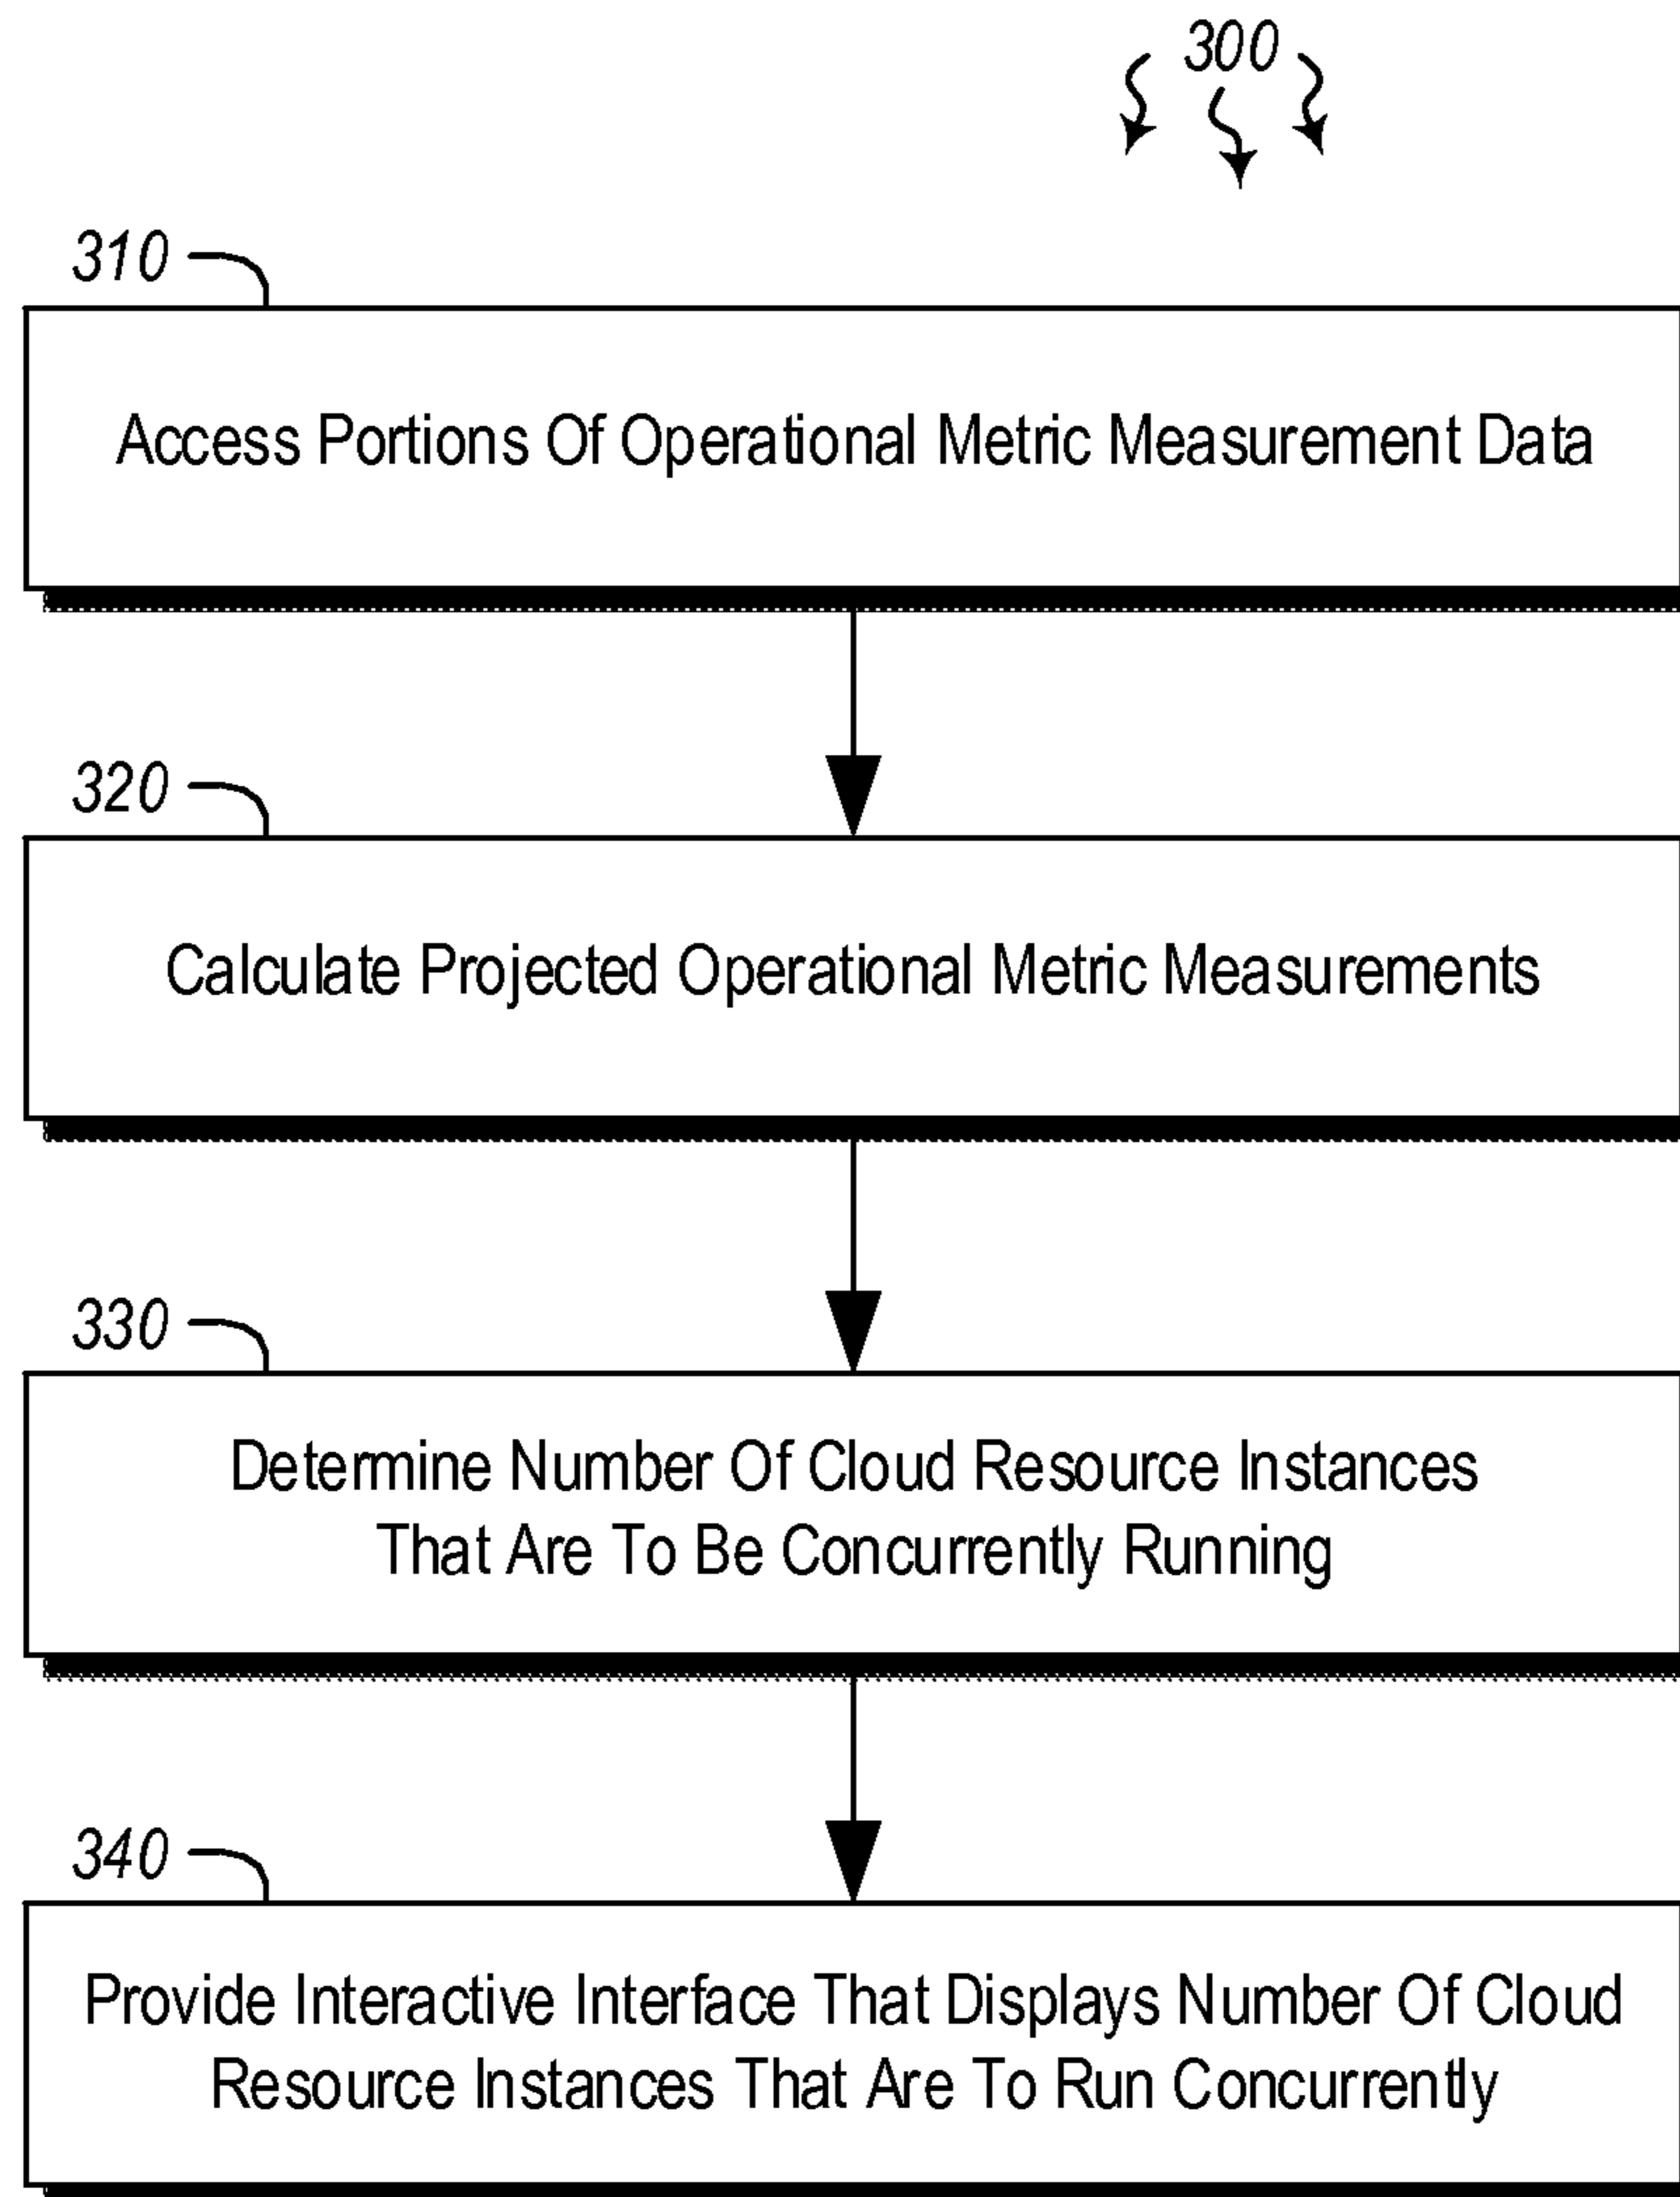 300
310
Access Portions Of Operational Metric Measurement Data
320
Calculate Projected Operational Metric Measurements
330
Determine Number Of Cloud Resource Instances
That Are To Be Concurrently Running
340
Provide Interactive Interface That Displays Number Of Cloud
Resource Instances That Are To Run Concurrently